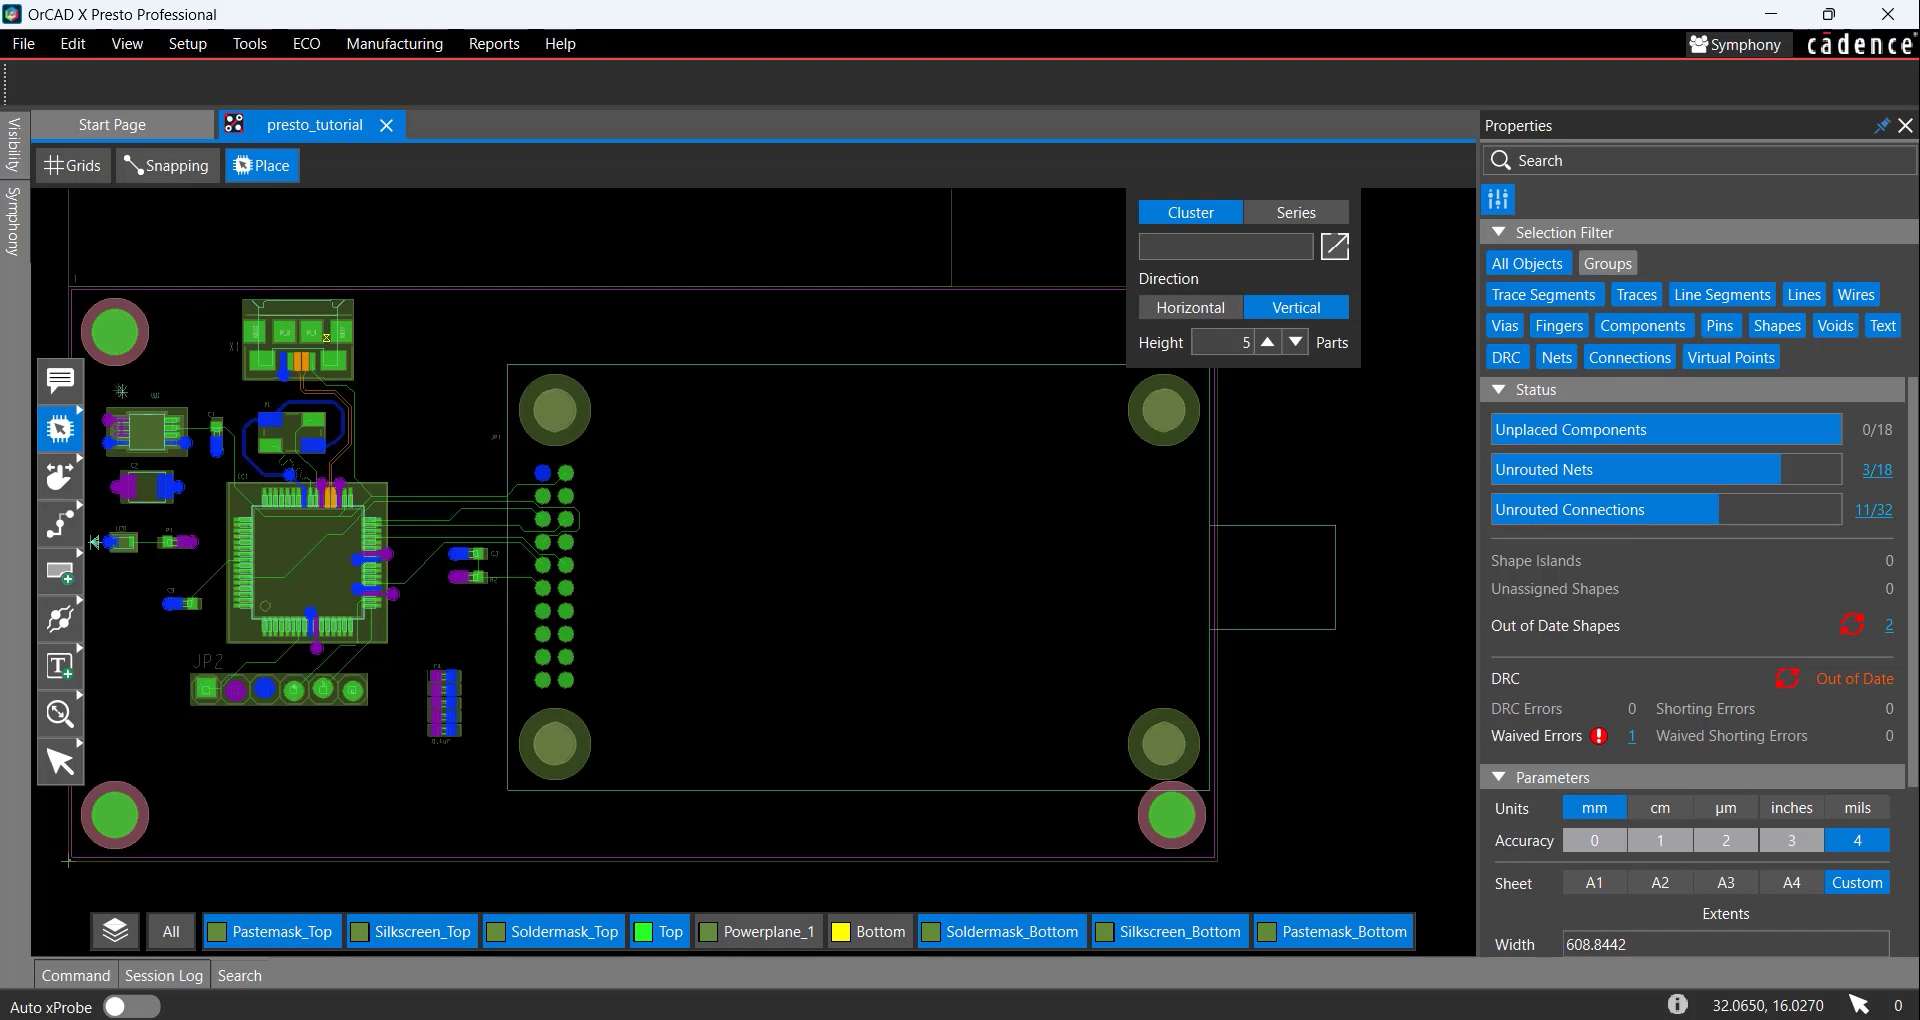 OrCAD X Presto Professional
File Edit View Setup Tools ECO Manufacturing Reports Help
Symphony cādence
Visibility
Symphony
Start Page presto_tutorial
Grids Snapping Place
Cluster Series
Direction
Horizontal Vertical
Height 5 Parts
JP2
Properties
Search
Selection Filter
All Objects Groups
Trace Segments Traces Line Segments Lines Wires
Vias Fingers Components Pins Shapes Voids Text
DRC Nets Connections Virtual Points
Status
Unplaced Components 0/18
Unrouted Nets 3/18
Unrouted Connections 11/32
Shape Islands 0
Unassigned Shapes 0
Out of Date Shapes 2
DRC Out of Date
DRC Errors 0 Shorting Errors 0
Waived Errors 1 Waived Shorting Errors 0
Parameters
Units mm cm µm inches mils
Accuracy 0 1 2 3 4
Sheet A1 A2 A3 A4 Custom
Extents
Width 608.8442
All Pastemask_Top Silkscreen_Top Soldermask_Top Top Powerplane_1 Bottom Soldermask_Bottom Silkscreen_Bottom Pastemask_Bottom
Command Session Log Search
Auto xProbe
32.0650, 16.0270 0